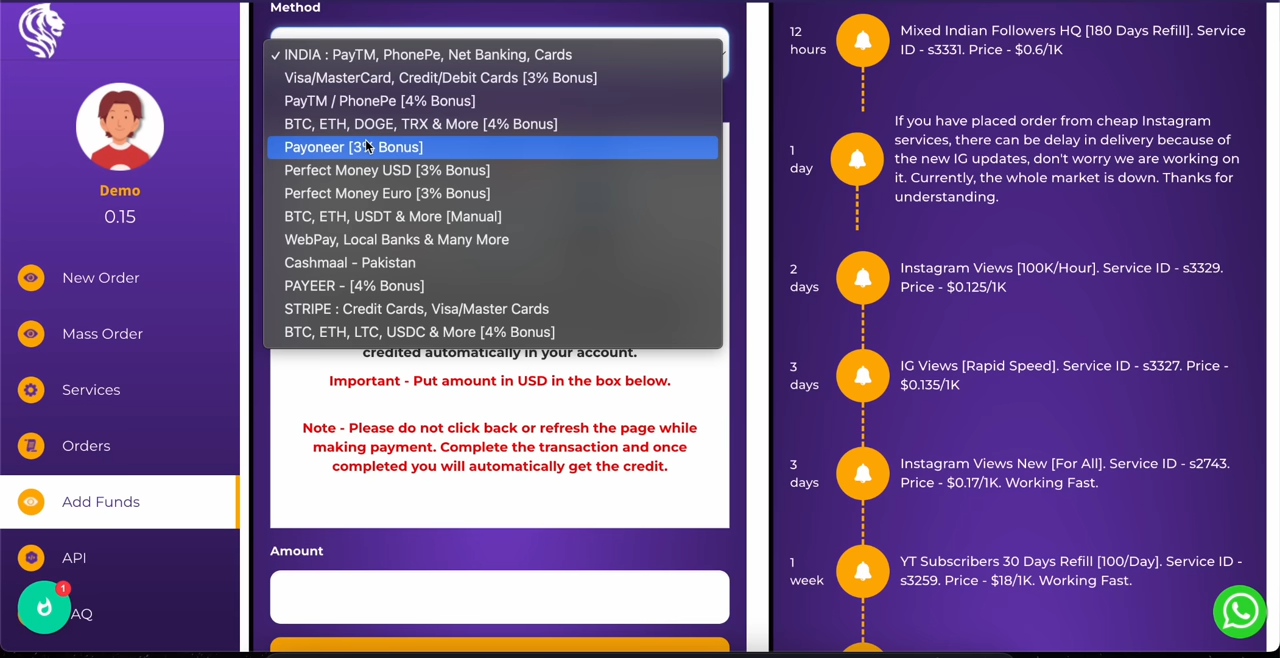 Demo
0.15
New Order
Mass Order
Services
Orders
Add Funds
API
1
AQ
Method
✓ INDIA : PayTM, PhonePe, Net Banking, Cards
Visa/MasterCard, Credit/Debit Cards [3% Bonus]
PayTM / PhonePe [4% Bonus]
BTC, ETH, DOGE, TRX & More [4% Bonus]
Payoneer [3% Bonus]
Perfect Money USD [3% Bonus]
Perfect Money Euro [3% Bonus]
BTC, ETH, USDT & More [Manual]
WebPay, Local Banks & Many More
Cashmaal - Pakistan
PAYEER - [4% Bonus]
STRIPE : Credit Cards, Visa/Master Cards
BTC, ETH, LTC, USDC & More [4% Bonus]
credited automatically in your account.
Important - Put amount in USD in the box below.
Note - Please do not click back or refresh the page while
making payment. Complete the transaction and once
completed you will automatically get the credit.
Amount
12
hours
Mixed Indian Followers HQ [180 Days Refill]. Service
ID - s3331. Price - $0.6/1K
1
day
If you have placed order from cheap Instagram
services, there can be delay in delivery because of
the new IG updates, don't worry we are working on
it. Currently, the whole market is down. Thanks for
understanding.
2
days
Instagram Views [100K/Hour]. Service ID - s3329.
Price - $0.125/1K
3
days
IG Views [Rapid Speed]. Service ID - s3327. Price -
$0.135/1K
3
days
Instagram Views New [For All]. Service ID - s2743.
Price - $0.17/1K. Working Fast.
1
week
YT Subscribers 30 Days Refill [100/Day]. Service ID -
s3259. Price - $18/1K. Working Fast.